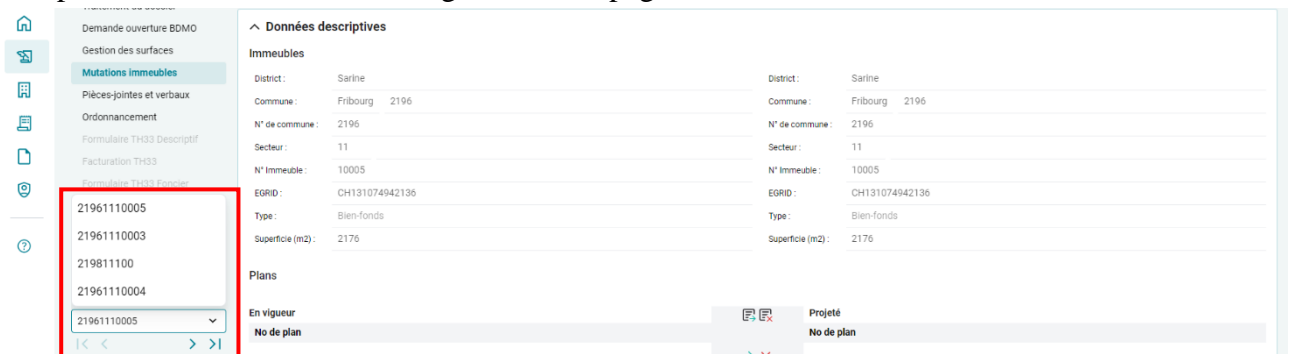 Demande ouverture BDMO
Gestion des surfaces
Mutations immeubles
Pièces-jointes et verbaux
Ordonnancement
Formulaire TH33 Descriptif
Facturation TH33
Formulaire TH33 Foncier
21961110005
21961110003
219811100
21961110004
21961110005
Données descriptives
Immeubles
District : Sarine District : Sarine
Commune : Fribourg 2196 Commune : Fribourg 2196
N° de commune : 2196 N° de commune : 2196
Secteur : 11 Secteur : 11
N° Immeuble : 10005 N° Immeuble : 10005
EGRID : CH131074942136 EGRID : CH131074942136
Type : Bien-fonds Type : Bien-fonds
Superficie (m2) : 2176 Superficie (m2) : 2176
Plans
En vigueur Projeté
No de plan No de plan